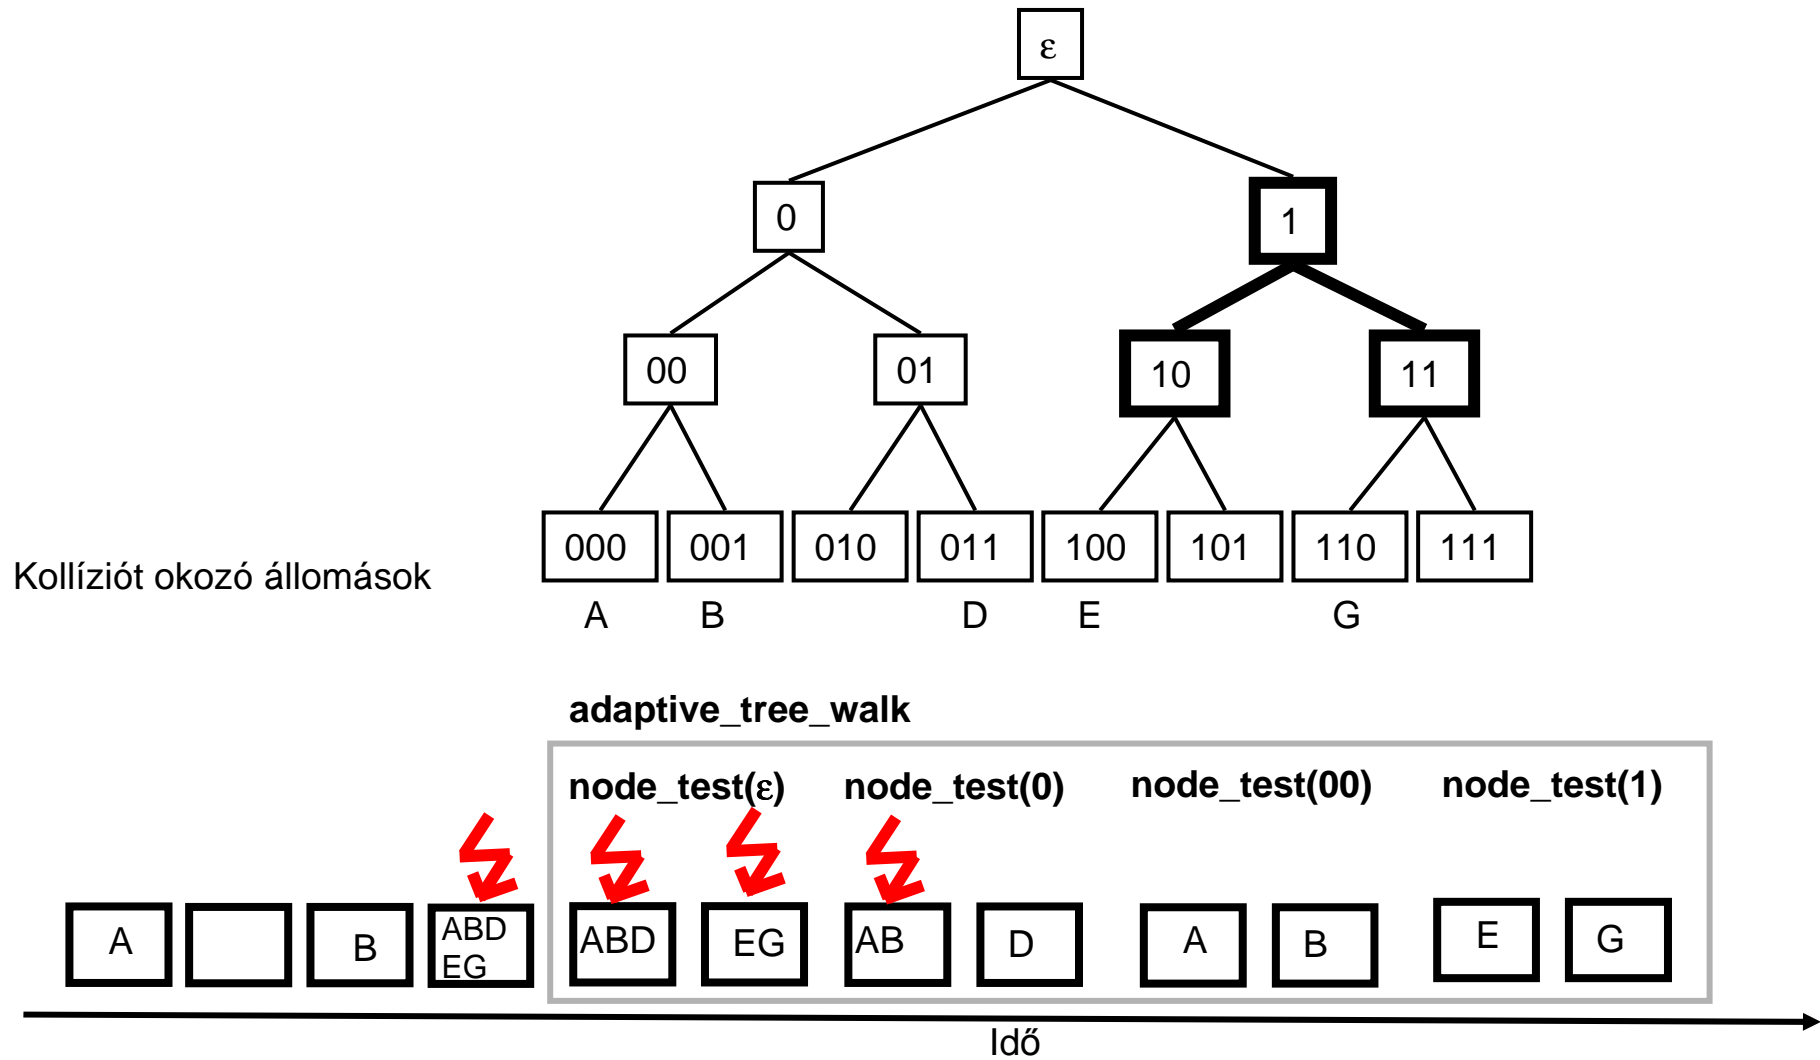 ε
0 1
00 01 10 11
000 001 010 011 100 101 110 111
Kollíziót okozó állomások
A B D E G
adaptive_tree_walk
node_test(ε) node_test(0) node_test(00) node_test(1)
A B ABD EG ABD EG AB D A B E G
Idő